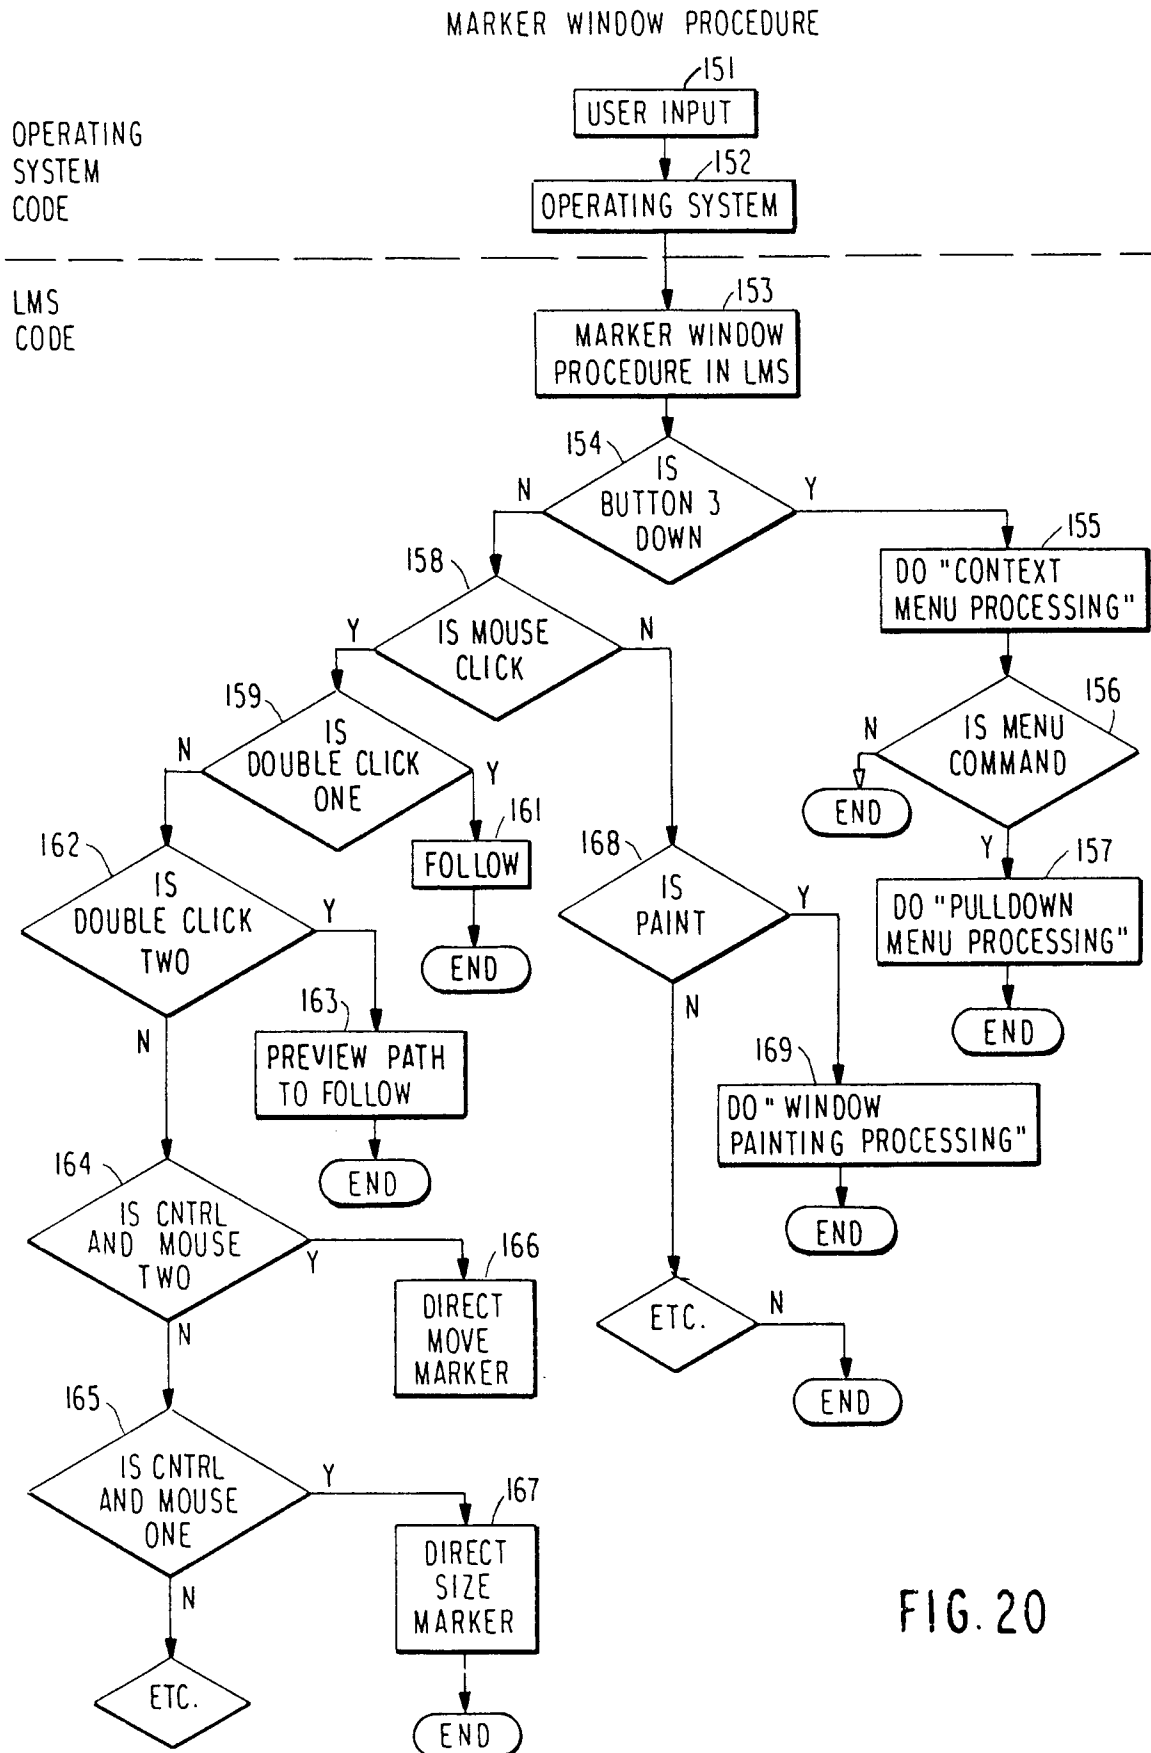 MARKER WINDOW PROCEDURE
151
USER INPUT
OPERATING
SYSTEM
CODE
152
OPERATING SYSTEM
LMS
CODE
153
MARKER WINDOW
PROCEDURE IN LMS
154
IS
BUTTON 3
DOWN
N
Y
155
DO "CONTEXT
MENU PROCESSING"
158
IS MOUSE
CLICK
Y
N
156
IS MENU
COMMAND
N
END
Y
159
IS
DOUBLE CLICK
ONE
N
Y
161
FOLLOW
END
157
DO "PULLDOWN
MENU PROCESSING"
END
162
IS
DOUBLE CLICK
TWO
Y
N
168
IS
PAINT
Y
N
163
PREVIEW PATH
TO FOLLOW
END
169
DO "WINDOW
PAINTING PROCESSING"
END
164
IS CNTRL
AND MOUSE
TWO
Y
N
166
DIRECT
MOVE
MARKER
ETC.
N
END
165
IS CNTRL
AND MOUSE
ONE
Y
N
167
DIRECT
SIZE
MARKER
END
ETC.
FIG. 20